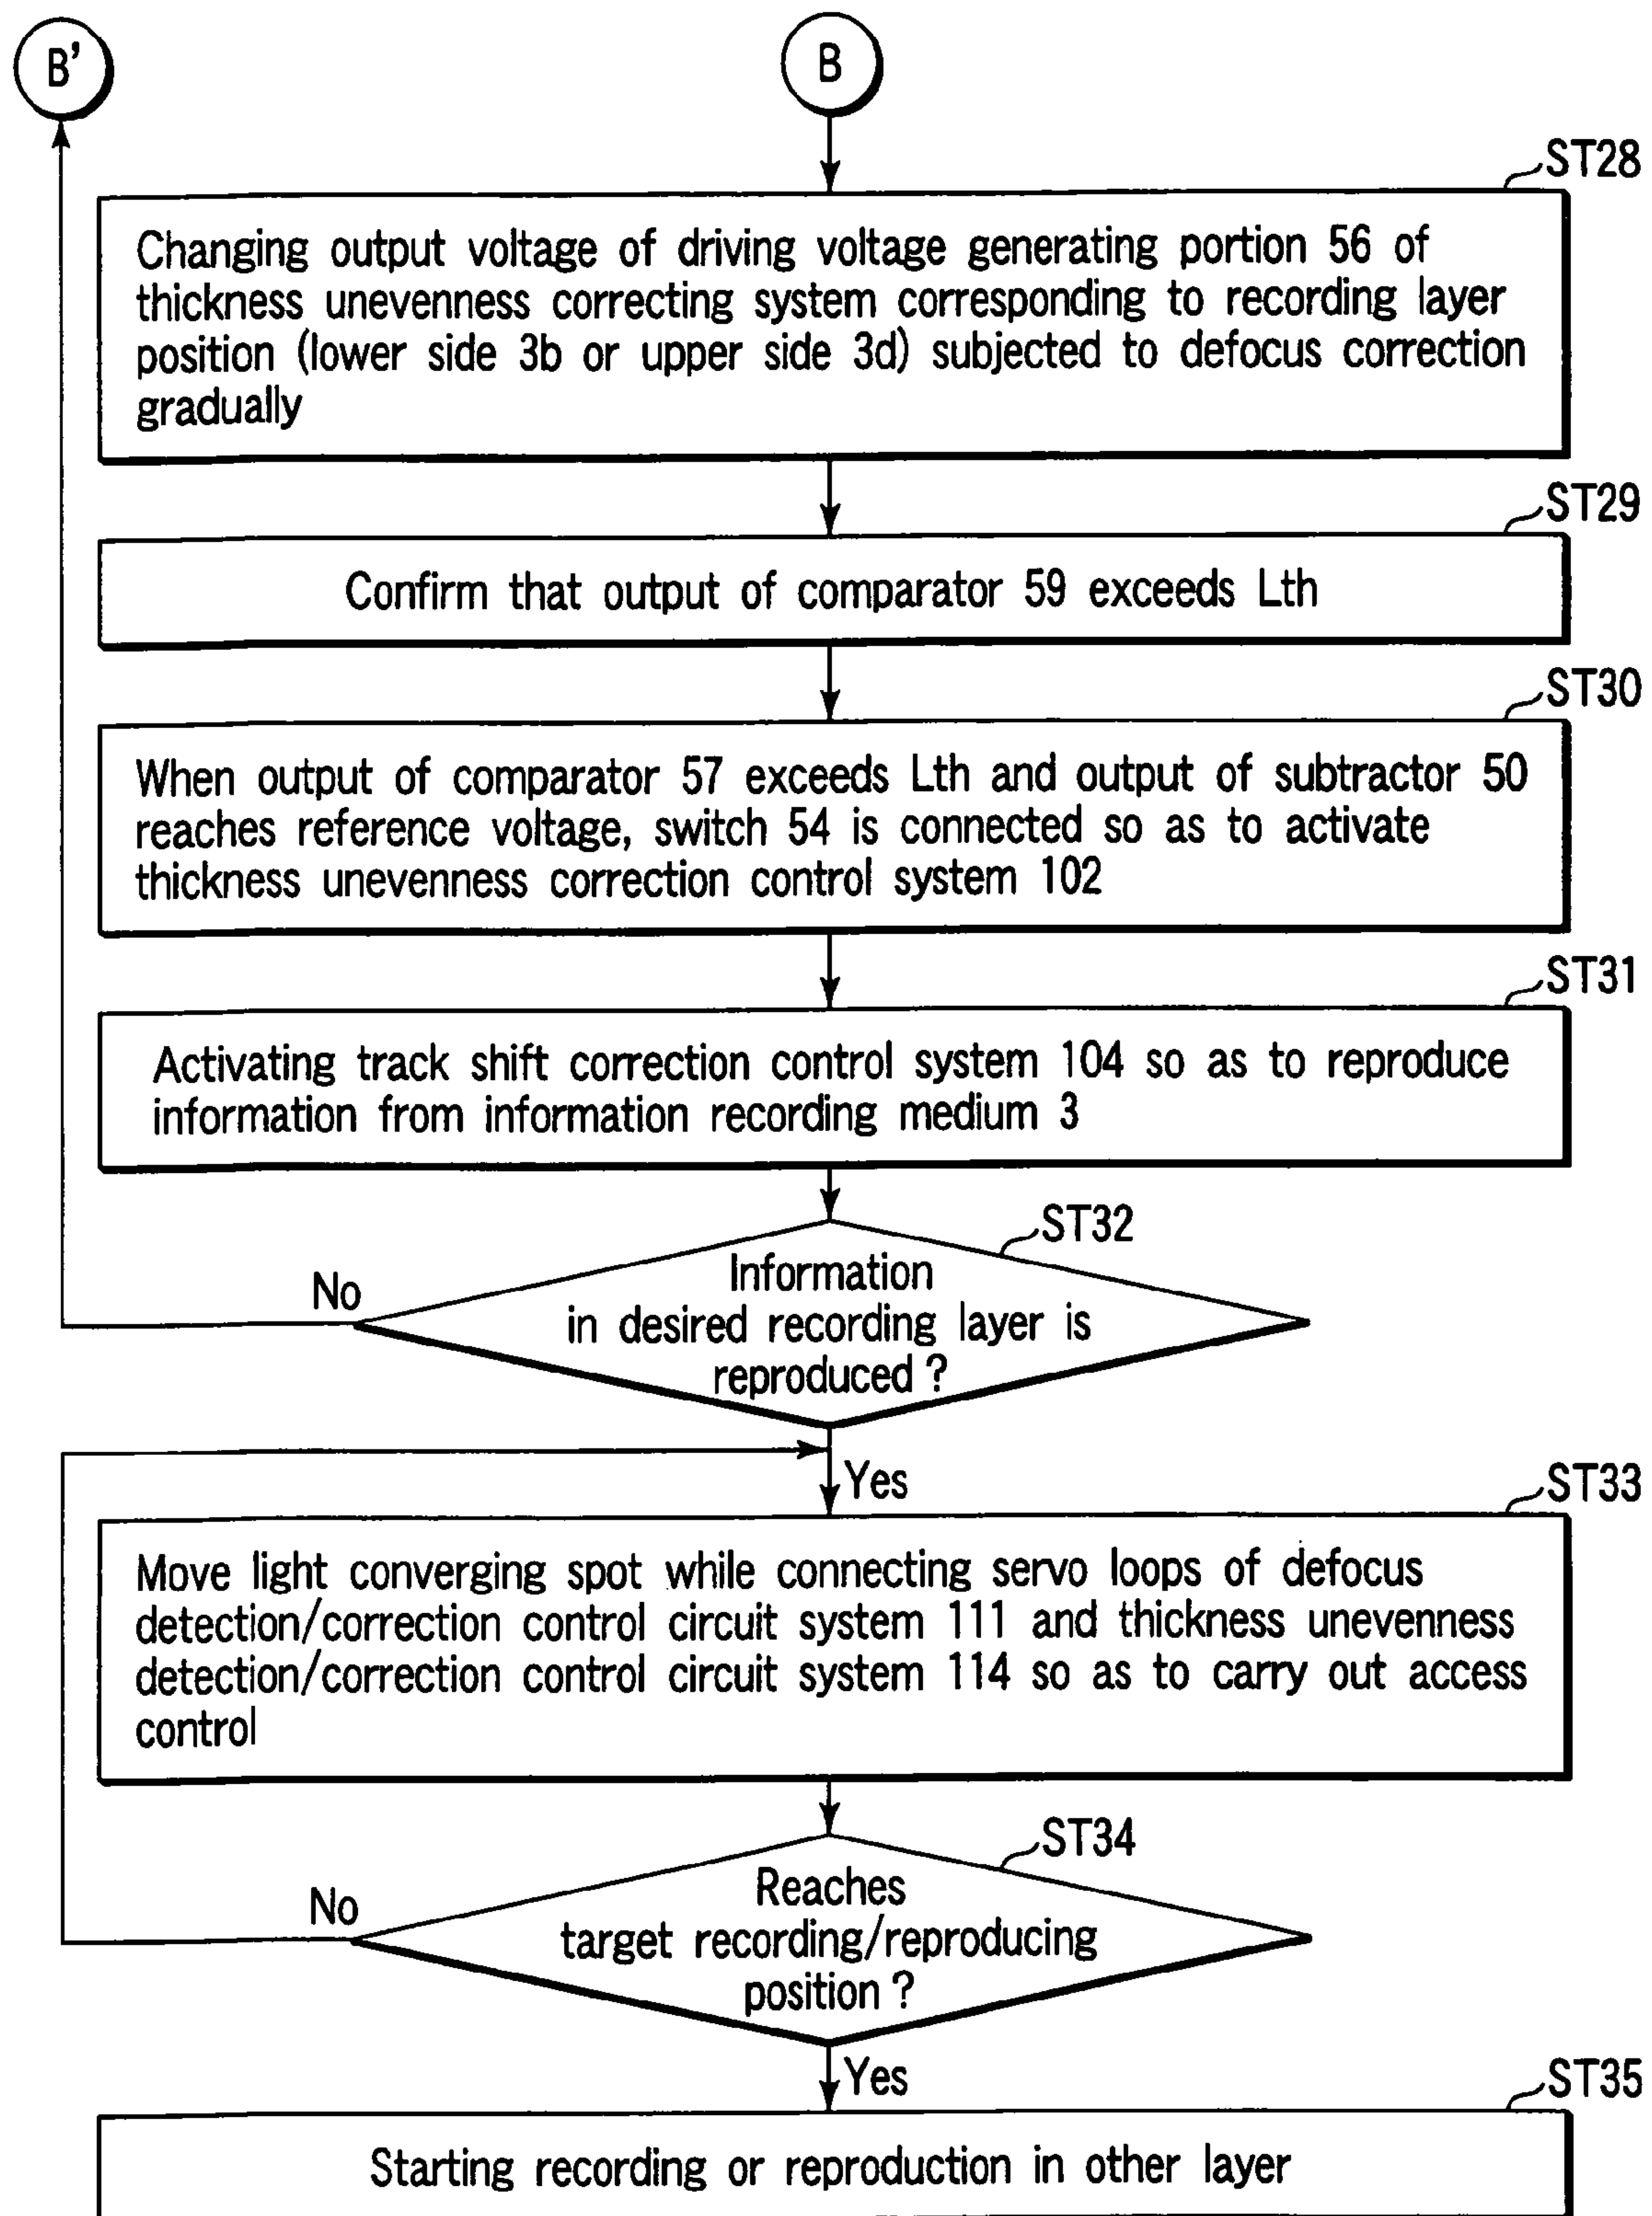 B'
B
ST28
Changing output voltage of driving voltage generating portion 56 of
thickness unevenness correcting system corresponding to recording layer
position (lower side 3b or upper side 3d) subjected to defocus correction
gradually
ST29
Confirm that output of comparator 59 exceeds Lth
ST30
When output of comparator 57 exceeds Lth and output of subtractor 50
reaches reference voltage, switch 54 is connected so as to activate
thickness unevenness correction control system 102
ST31
Activating track shift correction control system 104 so as to reproduce
information from information recording medium 3
ST32
No
Information
in desired recording layer is
reproduced ?
Yes
ST33
Move light converging spot while connecting servo loops of defocus
detection/correction control circuit system 111 and thickness unevenness
detection/correction control circuit system 114 so as to carry out access
control
ST34
No
Reaches
target recording/reproducing
position ?
Yes
ST35
Starting recording or reproduction in other layer